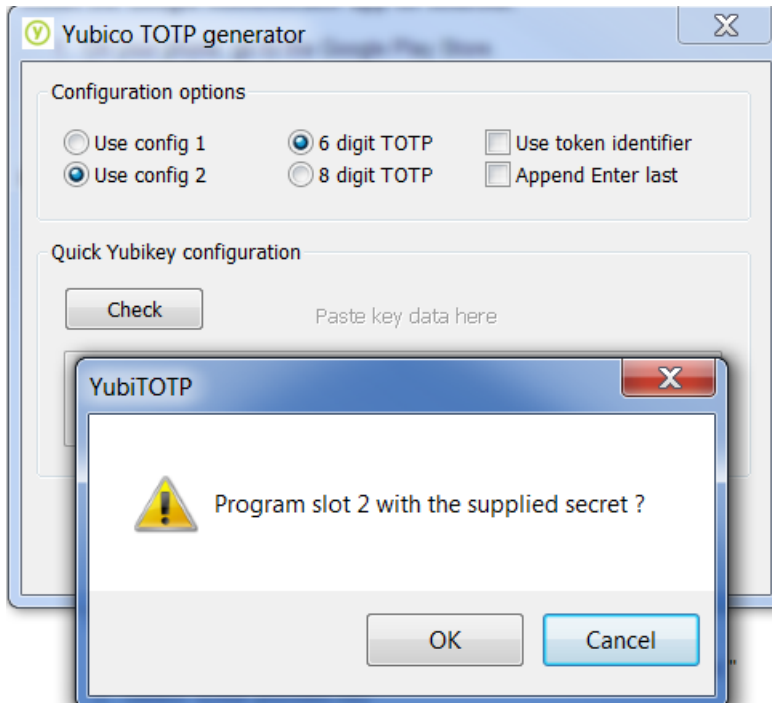 Yubico TOTP generator
Configuration options
Use config 1
6 digit TOTP
Use token identifier
Use config 2
8 digit TOTP
Append Enter last
Quick Yubikey configuration
Check
Paste key data here
YubiTOTP
Program slot 2 with the supplied secret ?
OK
Cancel
"